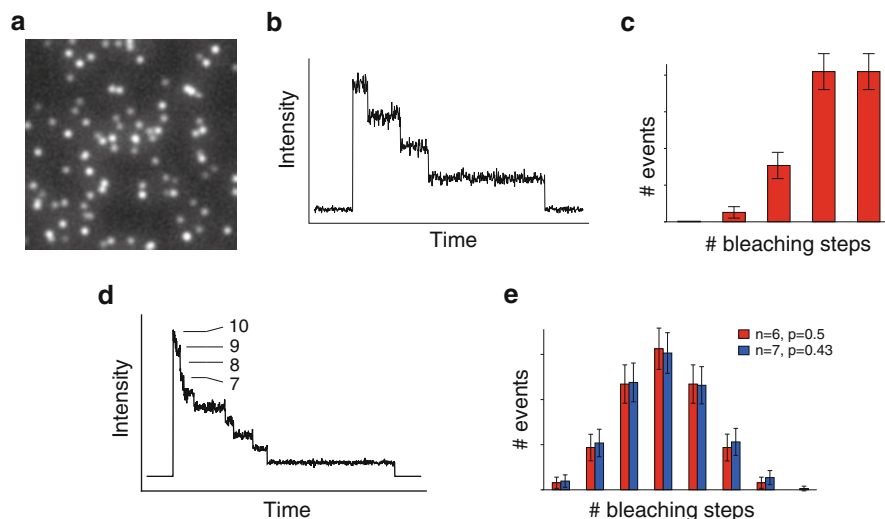 a
b
c
Intensity
Time
# events
# bleaching steps
d
e
10
9
8
7
Intensity
Time
n=6, p=0.5
n=7, p=0.43
# events
# bleaching steps